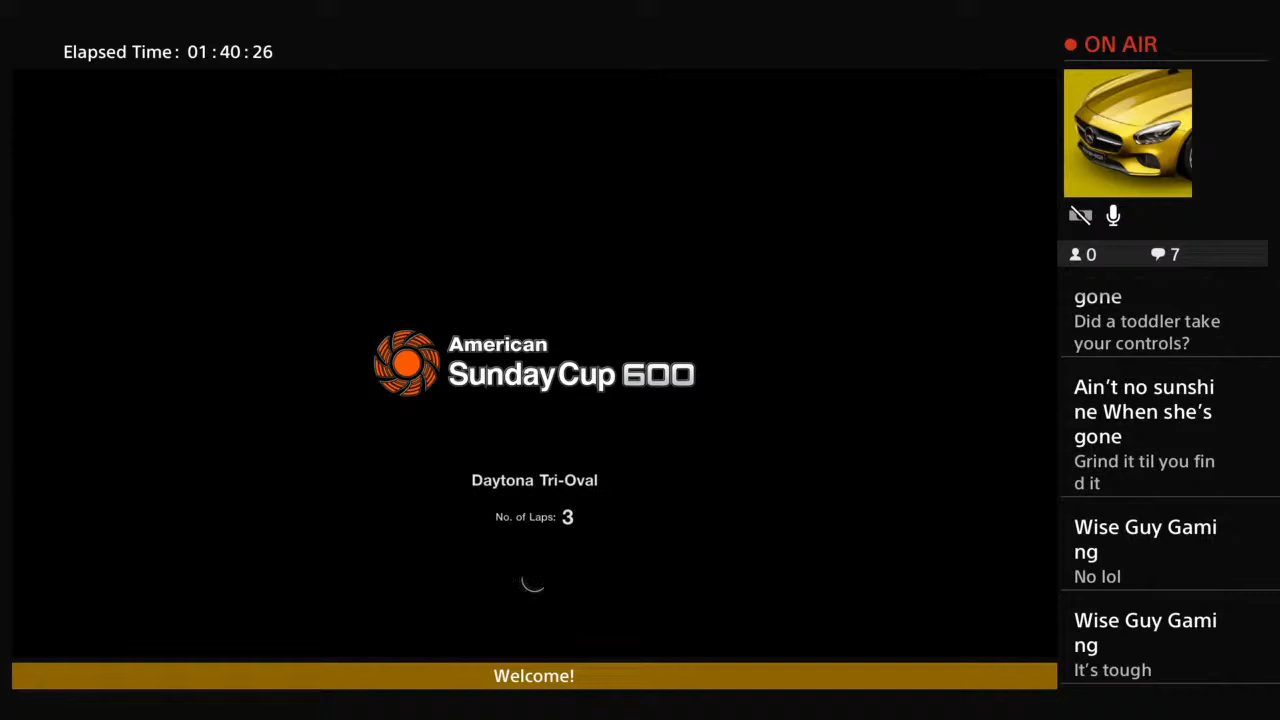 Elapsed Time: 01:40:26
ON AIR
0
7
gone
Did a toddler take
your controls?
Ain't no sunshi
ne When she's
gone
Grind it til you fin
d it
Wise Guy Gami
ng
No lol
Wise Guy Gami
ng
It's tough
American
SundayCup 600
Daytona Tri-Oval
No. of Laps: 3
Welcome!